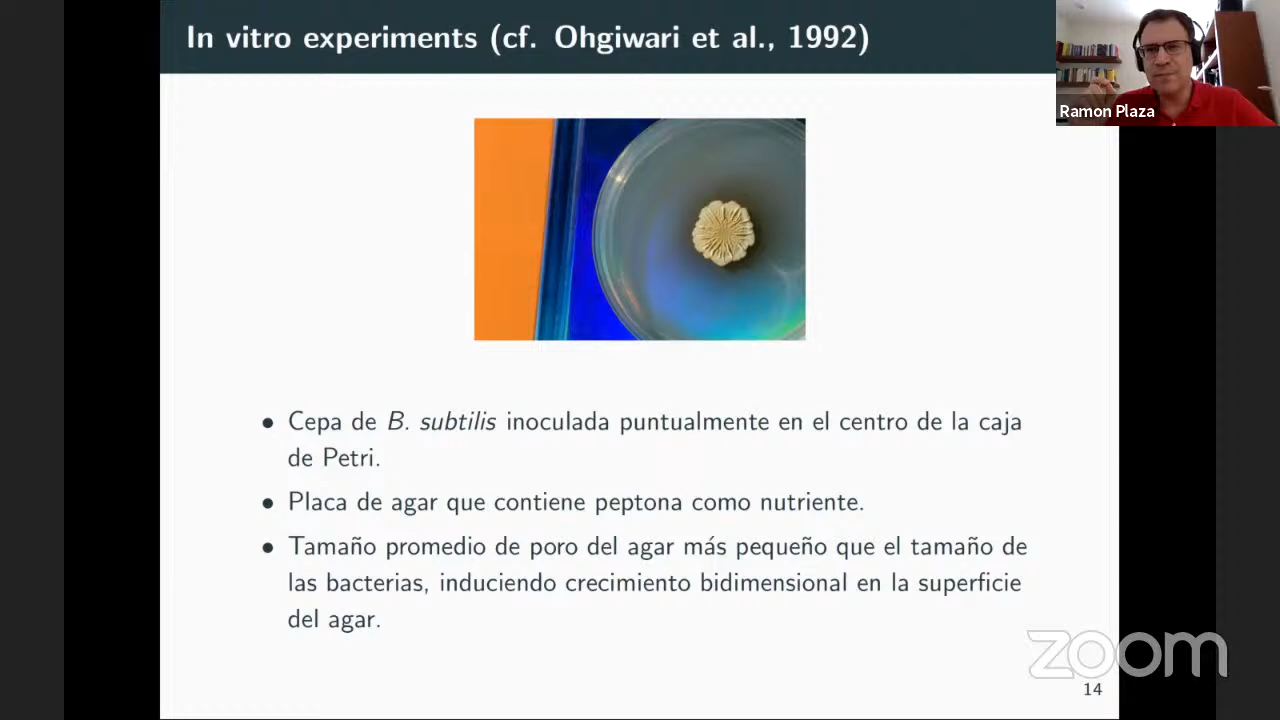 In vitro experiments (cf. Ohgiwari et al., 1992)
Ramon Plaza
• Cepa de B. subtilis inoculada puntualmente en el centro de la caja
de Petri.
• Placa de agar que contiene peptona como nutriente.
• Tamaño promedio de poro del agar más pequeño que el tamaño de
las bacterias, induciendo crecimiento bidimensional en la superficie
del agar.
zoom
14